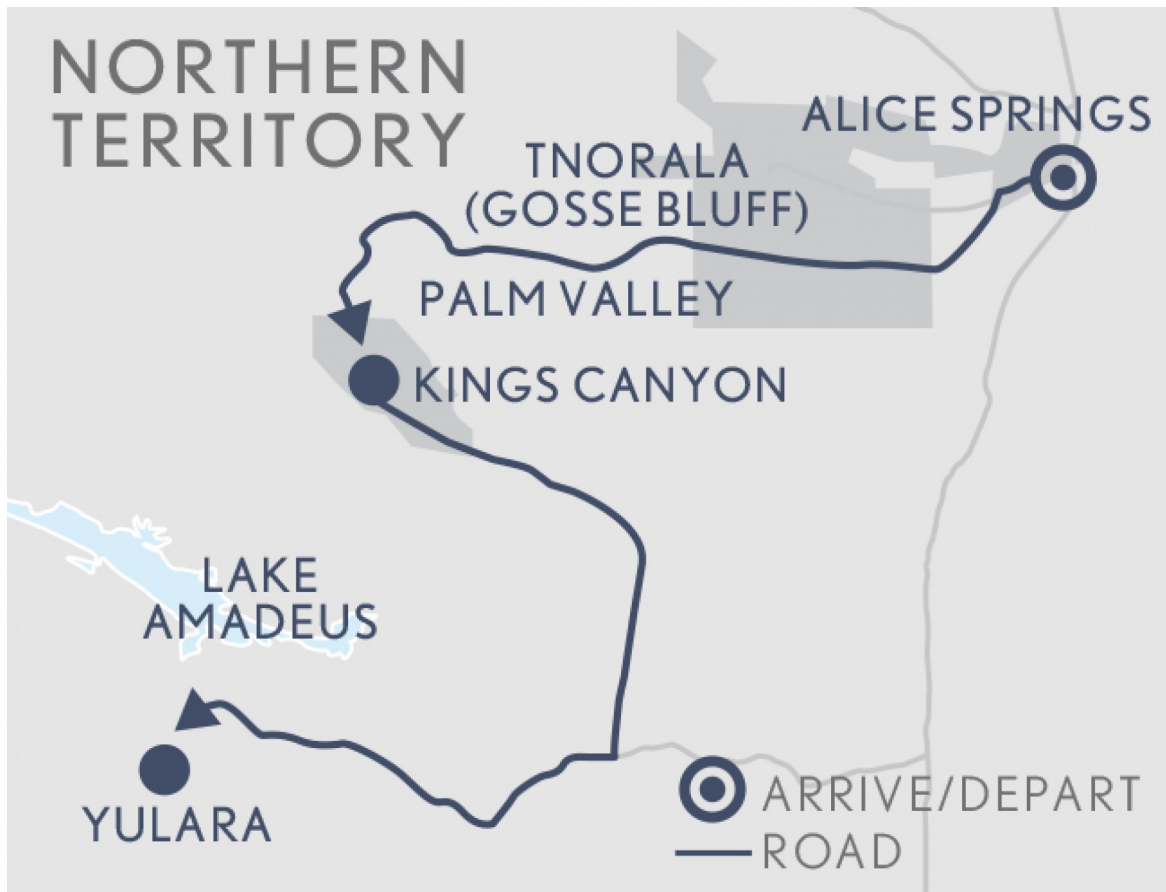 NORTHERN
TERRITORY
ALICE SPRINGS
TNORALA
(GOSSE BLUFF)
PALM VALLEY
KINGS CANYON
LAKE
AMADEUS
YULARA
ARRIVE/DEPART
ROAD